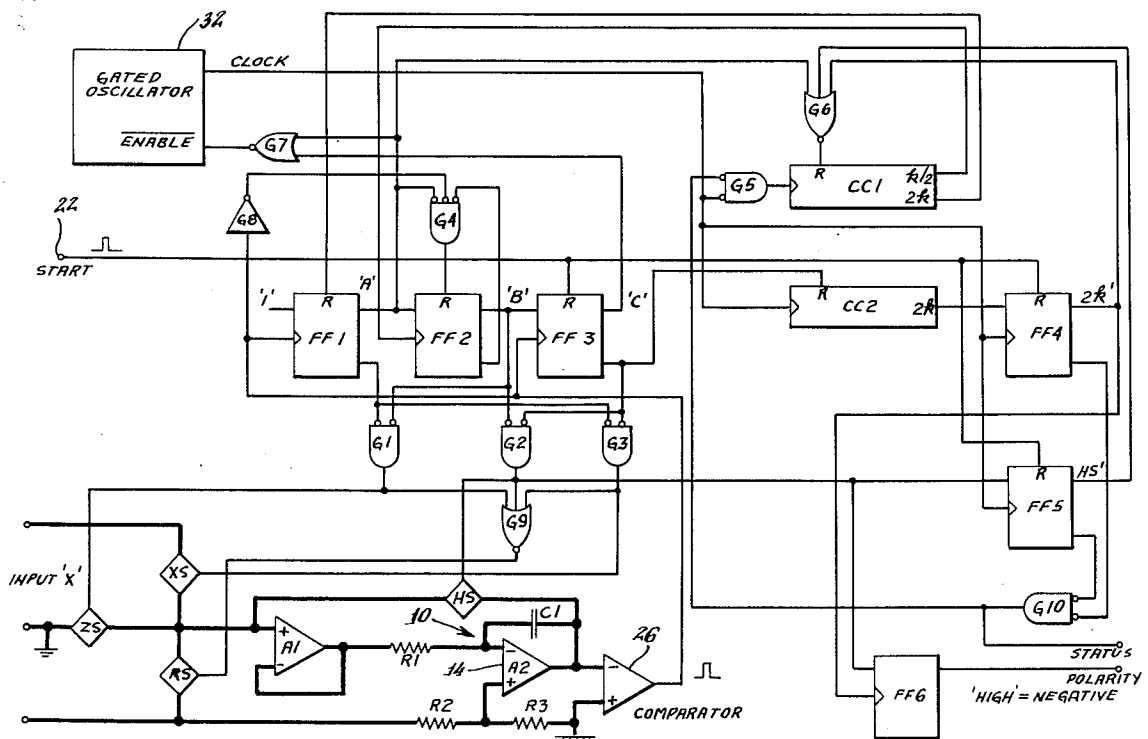 32
GATED
OSCILLATOR
CLOCK
ENABLE
G7
G6
G5
R
CC1
k/2
2k
22
START
G8
G4
'1'
R
FF1
'A'
R
FF2
'B'
R
FF3
'C'
R
CC2
2k
R
FF4
2k'
G1
G2
G3
R
FF5
HS'
G9
G10
INPUT 'X'
XS
ZS
RS
HS
10
C1
A1
R1
14
A2
26
COMPARATOR
R2
R3
STATUS
POLARITY
'HIGH' = NEGATIVE
FF6
+
-
-
+
-
+